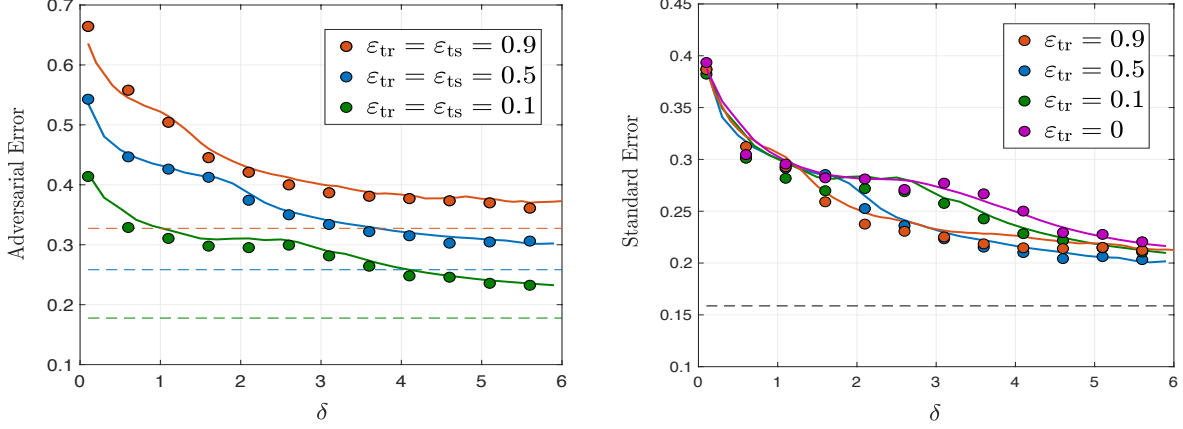 0.7
0.6
0.5
0.4
0.3
0.2
0.1
0 1 2 3 4 5 6
Adversarial Error
δ
ε_tr = ε_ts = 0.9
ε_tr = ε_ts = 0.5
ε_tr = ε_ts = 0.1
0.45
0.4
0.35
0.3
0.25
0.2
0.15
0.1
0 1 2 3 4 5 6
Standard Error
δ
ε_tr = 0.9
ε_tr = 0.5
ε_tr = 0.1
ε_tr = 0